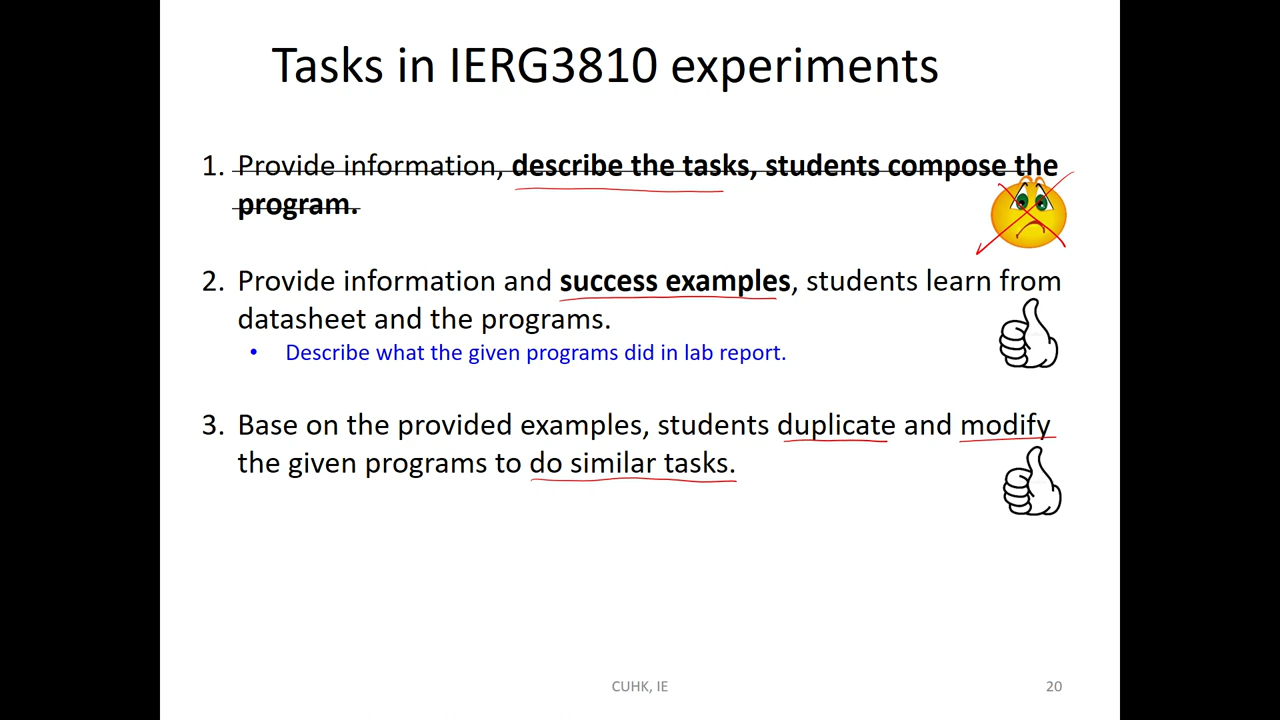 Tasks in IERG3810 experiments
1. Provide information, describe the tasks, students compose the
program.
2. Provide information and success examples, students learn from
datasheet and the programs.
• Describe what the given programs did in lab report.
3. Base on the provided examples, students duplicate and modify
the given programs to do similar tasks.
CUHK, IE
20